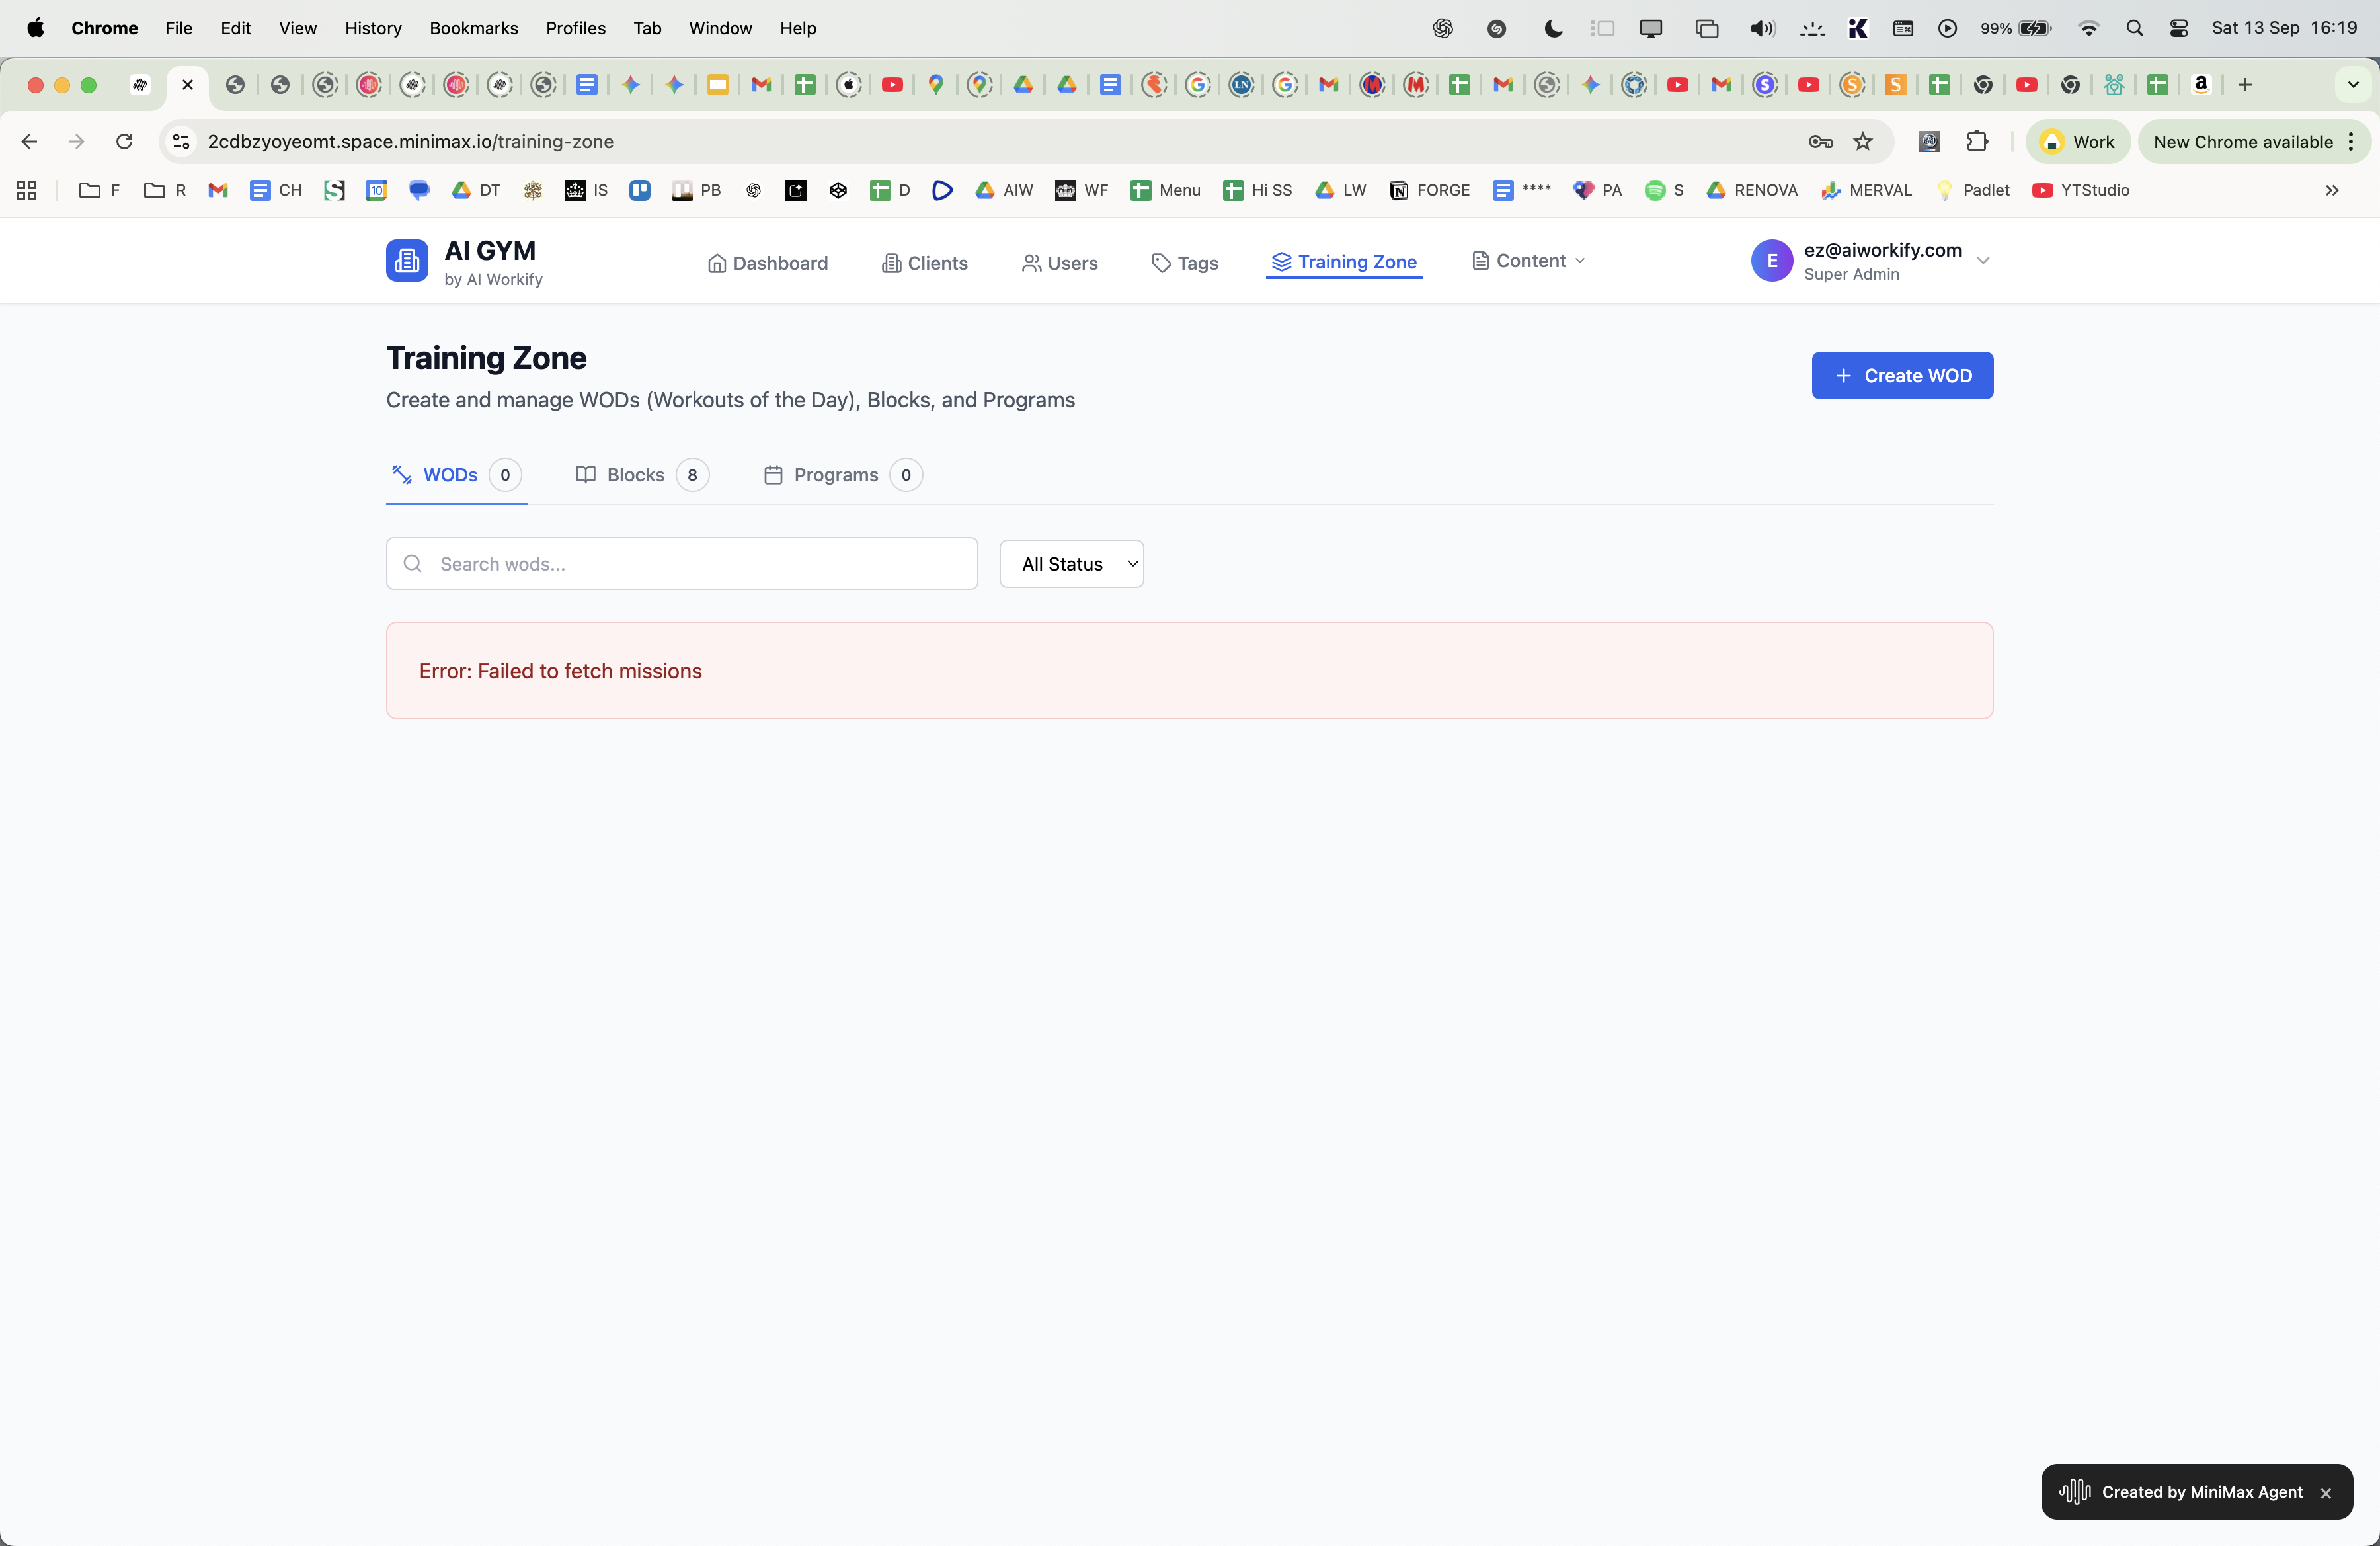 Chrome File Edit View History Bookmarks Profiles Tab Window Help 99% Sat 13 Sep 16:19
2cdbzyoyeomt.space.minimax.io/training-zone Work New Chrome available
F R CH 10 DT IS PB D AIW WF Menu Hi SS LW FORGE **** PA S RENOVA MERVAL Padlet YTStudio
AI GYM
by AI Workify
Dashboard Clients Users Tags Training Zone Content
E
ez@aiworkify.com
Super Admin
Training Zone
Create and manage WODs (Workouts of the Day), Blocks, and Programs
+ Create WOD
WODs 0 Blocks 8 Programs 0
Search wods... All Status
Error: Failed to fetch missions
Created by MiniMax Agent